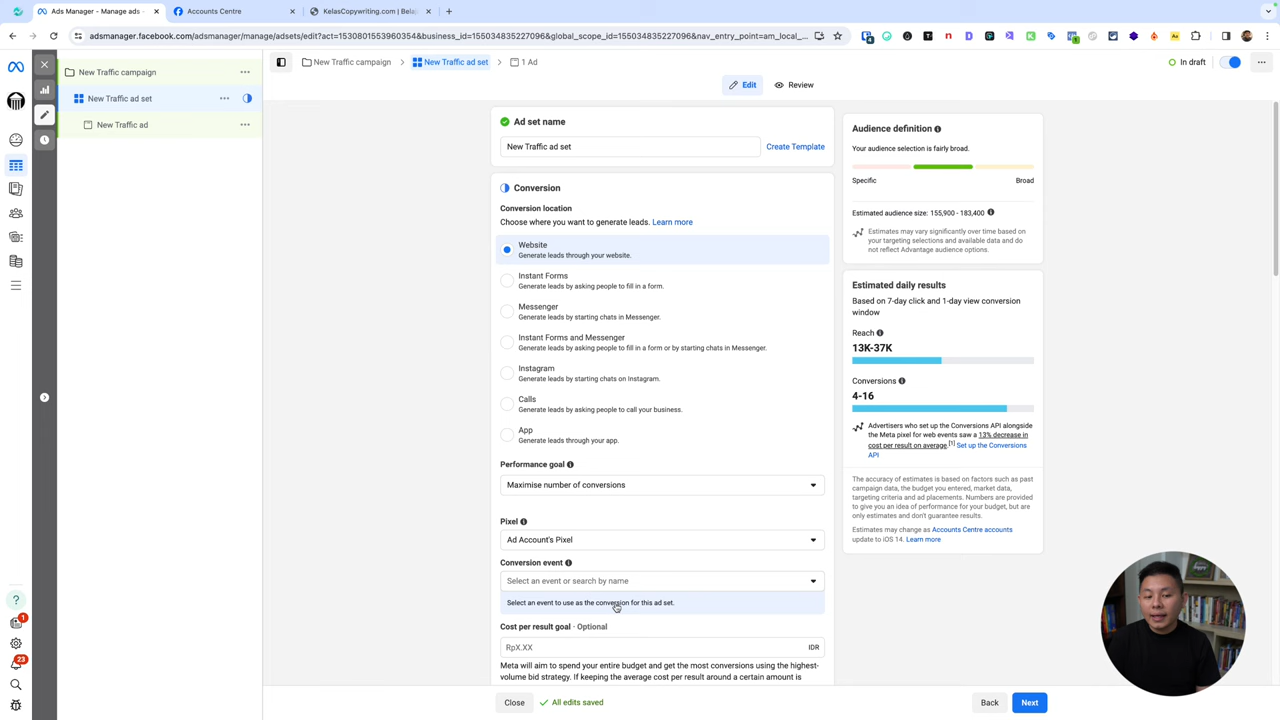 Ads Manager - Manage ads -
Accounts Centre
KelasCopywriting.com | Bela
adsmanager.facebook.com/adsmanager/manage/adsets/edit?act=1530801553960354&business_id=155034835227096&global_scope_id=155034835227096&nav_entry_point=am_local_...
New Traffic campaign
New Traffic ad set
New Traffic ad
New Traffic campaign
New Traffic ad set
1 Ad
In draft
Edit
Review
Ad set name
New Traffic ad set
Create Template
Conversion
Conversion location
Choose where you want to generate leads. Learn more
Website
Generate leads through your website.
Instant Forms
Generate leads by asking people to fill in a form.
Messenger
Generate leads by starting chats in Messenger.
Instant Forms and Messenger
Generate leads by asking people to fill in a form or by starting chats in Messenger.
Instagram
Generate leads by starting chats on Instagram.
Calls
Generate leads by asking people to call your business.
App
Generate leads through your app.
Performance goal
Maximise number of conversions
Pixel
Ad Account's Pixel
Conversion event
Select an event or search by name
Select an event to use as the conversion for this ad set.
Cost per result goal · Optional
RpX.XX
IDR
Meta will aim to spend your entire budget and get the most conversions using the highest-
volume bid strategy. If keeping the average cost per result around a certain amount is
Audience definition
Your audience selection is fairly broad.
Specific
Broad
Estimated audience size: 155,900 - 183,400
Estimates may vary significantly over time based on
your targeting selections and available data and do
not reflect Advantage audience options.
Estimated daily results
Based on 7-day click and 1-day view conversion
window
Reach
13K-37K
Conversions
4-16
Advertisers who set up the Conversions API alongside
the Meta pixel for web events saw a 13% decrease in
cost per result on average.[1] Set up the Conversions
API
The accuracy of estimates is based on factors such as past
campaign data, the budget you entered, market data,
targeting criteria and ad placements. Numbers are provided
to give you an idea of performance for your budget, but are
only estimates and don't guarantee results.
Estimates may change as Accounts Centre accounts
update to iOS 14. Learn more
1
23
Close
All edits saved
Back
Next